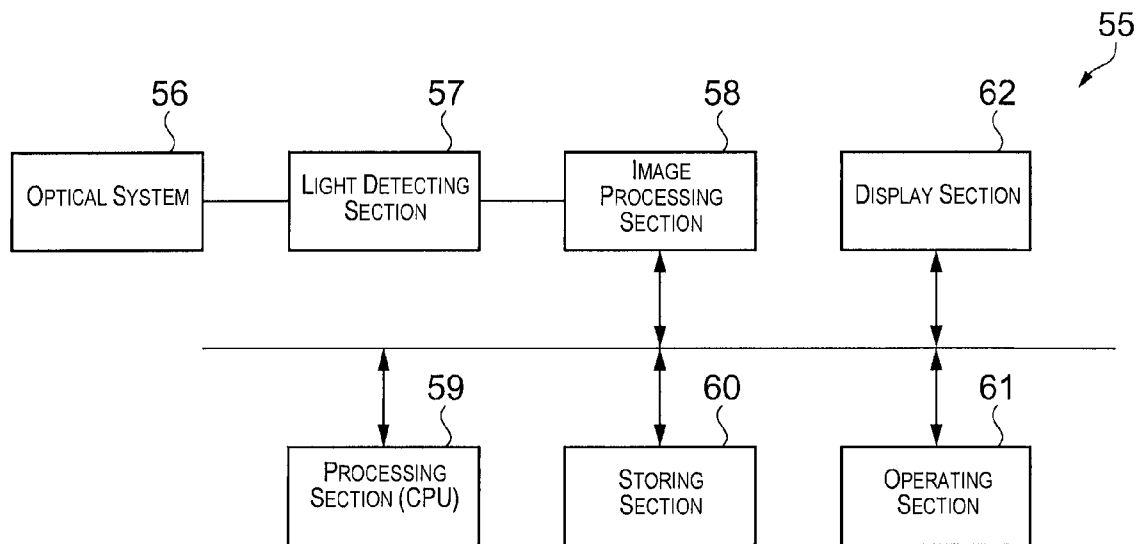 55
56
57
58
62
OPTICAL SYSTEM
LIGHT DETECTING
SECTION
IMAGE
PROCESSING
SECTION
DISPLAY SECTION
59
60
61
PROCESSING
SECTION (CPU)
STORING
SECTION
OPERATING
SECTION